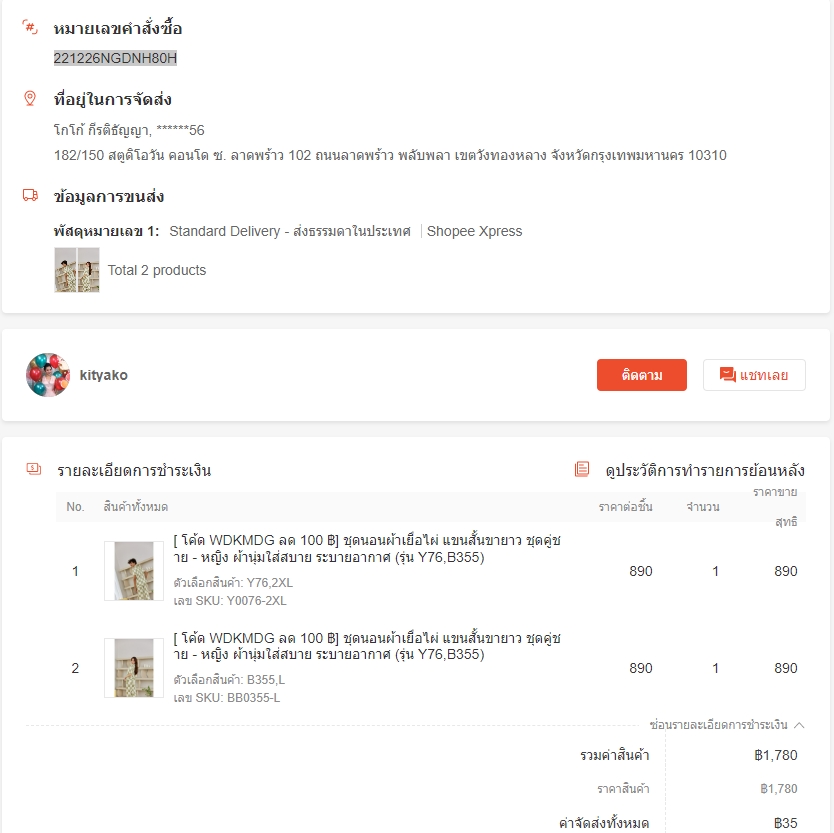 หมายเลขคำสั่งซื้อ
221226NGDNH80H
ที่อยู่ในการจัดส่ง
โกโก้ กีรติธัญญา, ******56
182/150 สตูดิโอวัน คอนโด ซ. ลาดพร้าว 102 ถนนลาดพร้าว พลับพลา เขตวังทองหลาง จังหวัดกรุงเทพมหานคร 10310
ข้อมูลการขนส่ง
พัสดุหมายเลข 1: Standard Delivery - ส่งธรรมดาในประเทศ Shopee Xpress
Total 2 products
kityako
ติดตาม
แชทเลย
รายละเอียดการชำระเงิน
ดูประวัติการทำรายการย้อนหลัง
No. สินค้าทั้งหมด ราคาต่อชิ้น จำนวน ราคาขายสุทธิ
1
[ โค้ด WDKMDG ลด 100 ฿] ชุดนอนผ้าเยื่อไผ่ แขนสั้นขายาว ชุดคู่ช
าย - หญิง ผ้านุ่มใส่สบาย ระบายอากาศ (รุ่น Y76,B355)
ตัวเลือกสินค้า: Y76,2XL
เลข SKU: Y0076-2XL
890 1 890
2
[ โค้ด WDKMDG ลด 100 ฿] ชุดนอนผ้าเยื่อไผ่ แขนสั้นขายาว ชุดคู่ช
าย - หญิง ผ้านุ่มใส่สบาย ระบายอากาศ (รุ่น Y76,B355)
ตัวเลือกสินค้า: B355,L
เลข SKU: BB0355-L
890 1 890
ซ่อนรายละเอียดการชำระเงิน
รวมค่าสินค้า ฿1,780
ราคาสินค้า ฿1,780
ค่าจัดส่งทั้งหมด ฿35